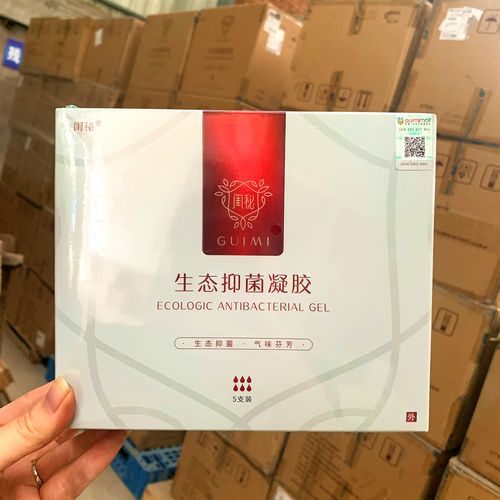 闺秘®
Guimimall
闺秘
GUIMI
生态抑菌凝胶
ECOLOGIC ANTIBACTERIAL GEL
· 生态抑菌 · 气味芬芳 ·
5支装
外